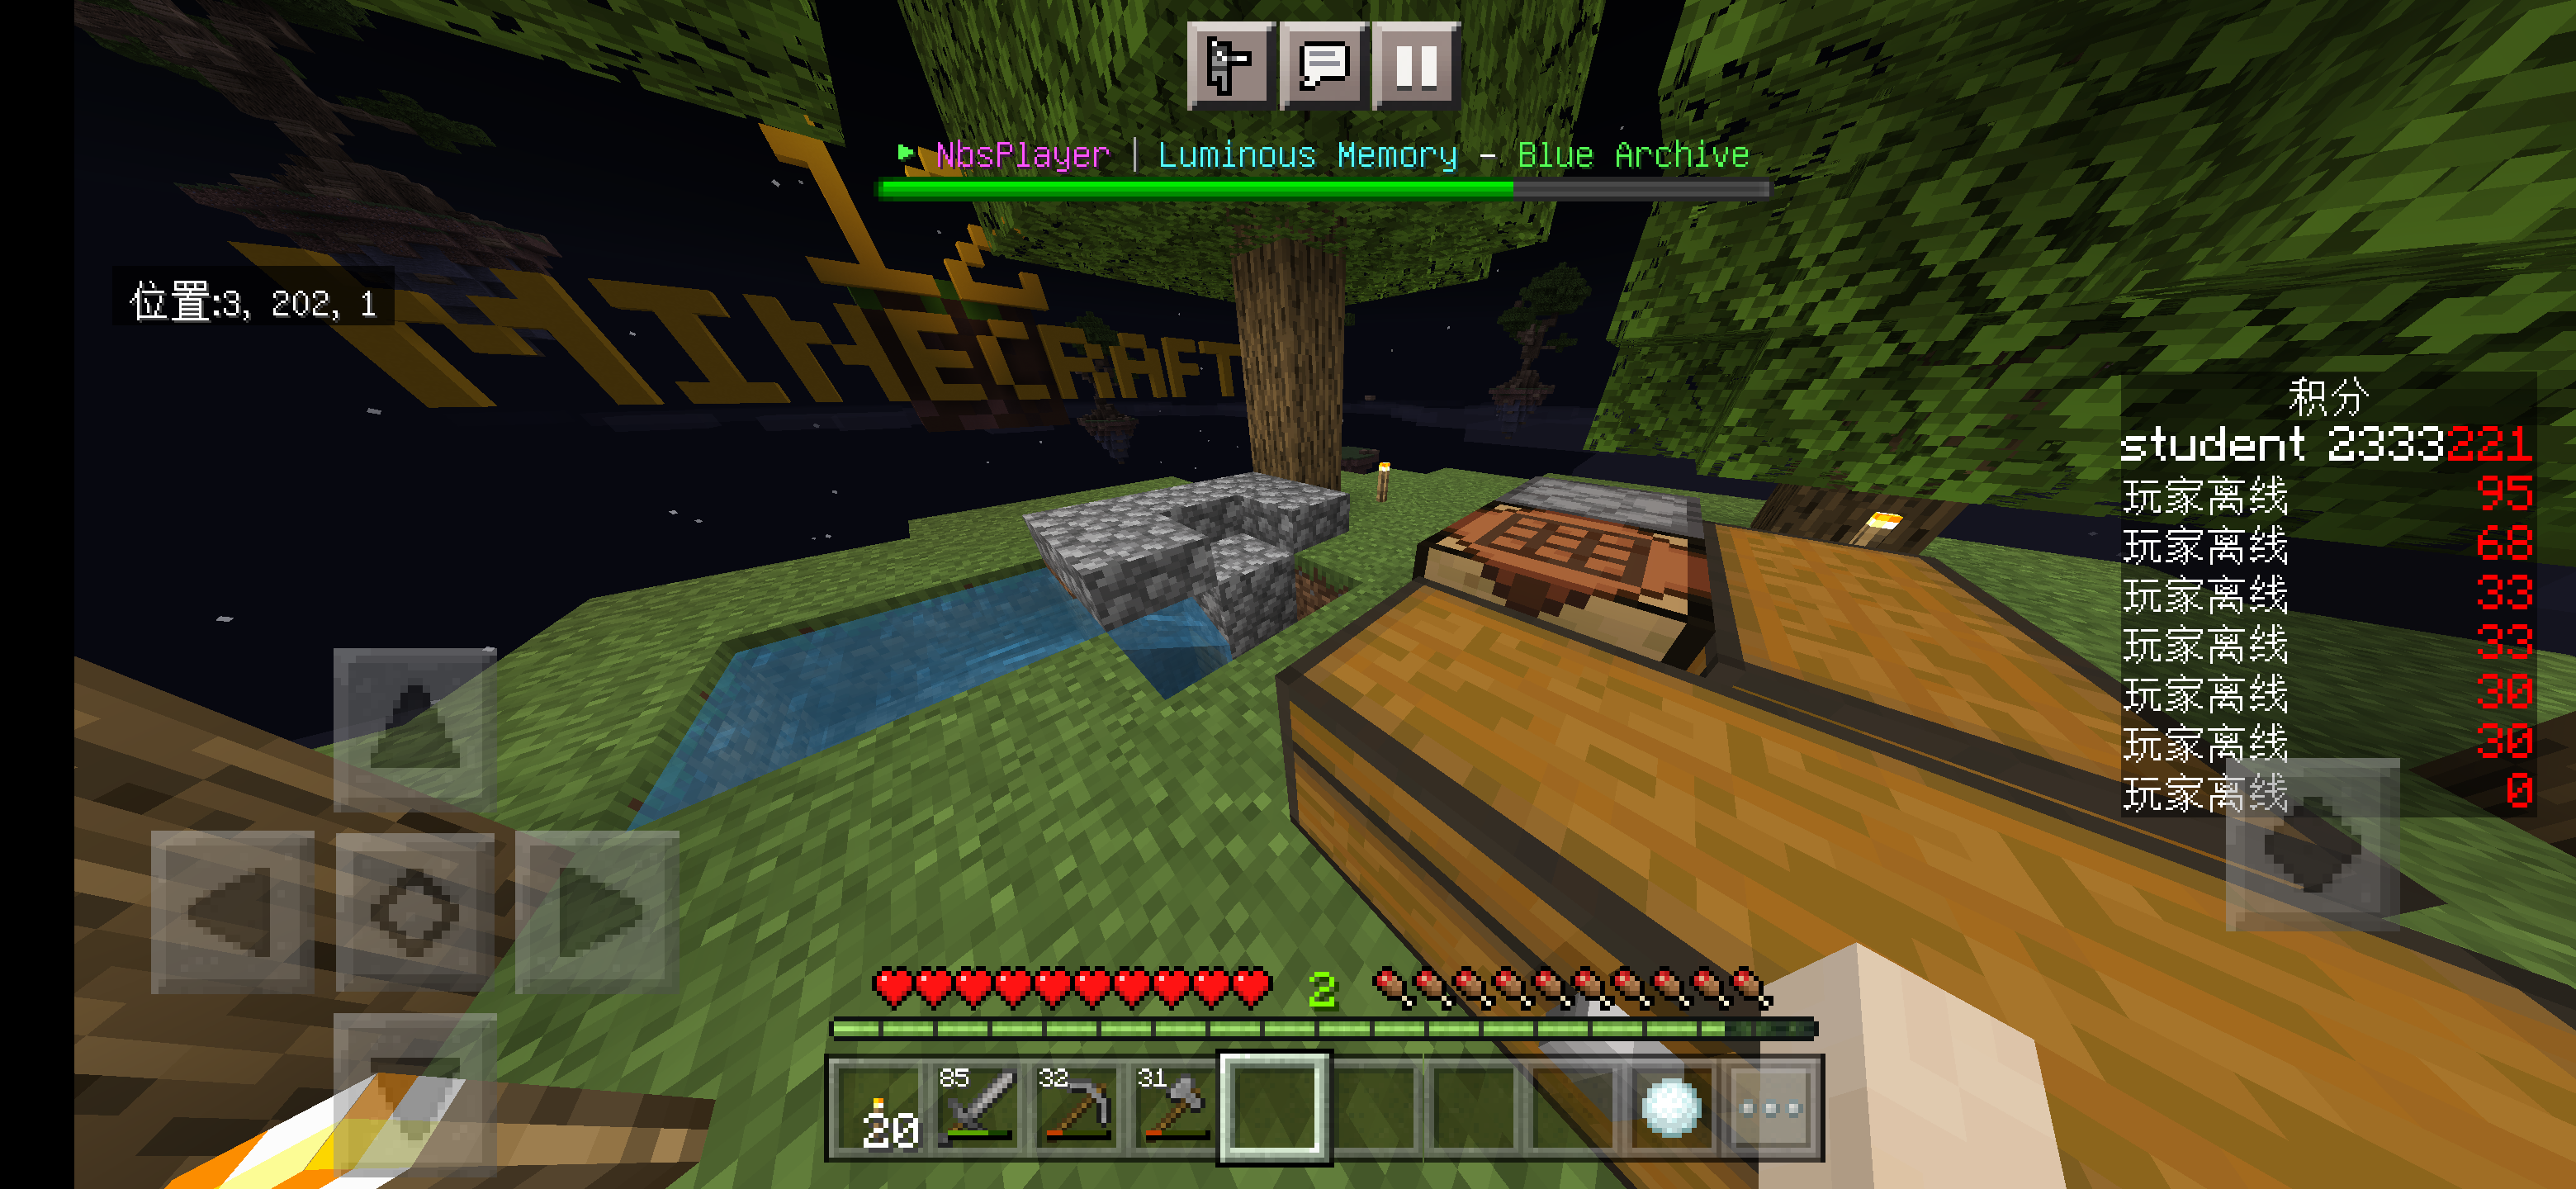 NbsPlayer | Luminous Memory - Blue Archive
位置:3, 202, 1
MINECRAFT
积分
student 2333 221
玩家离线 95
玩家离线 68
玩家离线 33
玩家离线 33
玩家离线 30
玩家离线 30
玩家离线 0
2
20
85
32
31